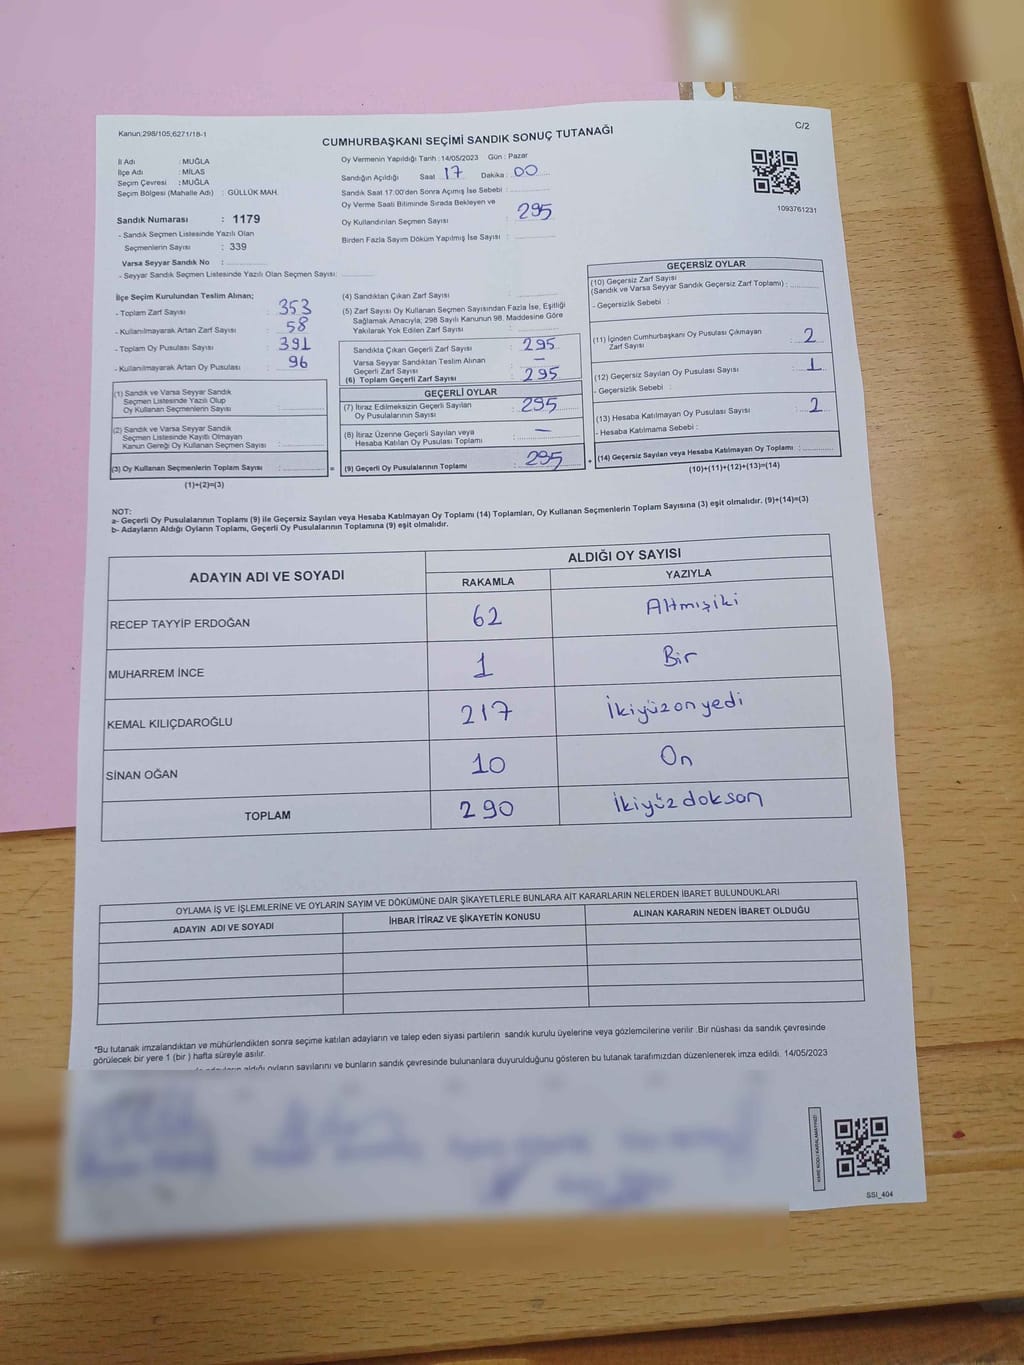 Kanun;298/105,6271/18-1
C/2
CUMHURBAŞKANI SEÇİMİ SANDIK SONUÇ TUTANAĞI
İl Adı : MUĞLA
İlçe Adı : MİLAS
Seçim Çevresi : MUĞLA
Seçim Bölgesi (Mahalle Adı) : GÜLLÜK MAH.
Sandık Numarası : 1179
- Sandık Seçmen Listesinde Yazılı Olan
Seçmenlerin Sayısı : 339
Varsa Seyyar Sandık No :
- Seyyar Sandık Seçmen Listesinde Yazılı Olan Seçmen Sayısı:
Oy Vermenin Yapıldığı Tarih : 14/05/2023 Gün : Pazar
Sandığın Açıldığı Saat 17 Dakika : 00
Sandık Saat 17:00'den Sonra Açımış İse Sebebi :
Oy Verme Saati Bitiminde Sırada Bekleyen ve
Oy Kullandırılan Seçmen Sayısı : 295
Birden Fazla Sayım Döküm Yapılmış İse Sayısı :
1093761231
İlçe Seçim Kurulundan Teslim Alınan;
- Toplam Zarf Sayısı : 353
- Kullanılmayarak Artan Zarf Sayısı : 58
- Toplam Oy Pusulası Sayısı : 391
- Kullanılmayarak Artan Oy Pusulası : 96
(1) Sandık ve Varsa Seyyar Sandık
Seçmen Listesinde Yazılı Olup
Oy Kullanan Seçmenlerin Sayısı :
(2) Sandık ve Varsa Seyyar Sandık
Seçmen Listesinde Kayıtlı Olmayan
Kanun Gereği Oy Kullanan Seçmen Sayısı :
(3) Oy Kullanan Seçmenlerin Toplam Sayısı : =
(1)+(2)=(3)
(4) Sandıktan Çıkan Zarf Sayısı :
(5) Zarf Sayısı Oy Kullanan Seçmen Sayısından Fazla İse, Eşitliği
Sağlamak Amacıyla, 298 Sayılı Kanunun 98. Maddesine Göre
Yakılarak Yok Edilen Zarf Sayısı :
Sandıkta Çıkan Geçerli Zarf Sayısı : 295
Varsa Seyyar Sandıktan Teslim Alınan
Geçerli Zarf Sayısı : —
(6) Toplam Geçerli Zarf Sayısı : 295
GEÇERLİ OYLAR
(7) İtiraz Edilmeksizin Geçerli Sayılan
Oy Pusulalarının Sayısı : 295
(8) İtiraz Üzerine Geçerli Sayılan veya
Hesaba Katılan Oy Pusulası Toplamı : —
(9) Geçerli Oy Pusulalarının Toplamı : 295 +
GEÇERSİZ OYLAR
(10) Geçersiz Zarf Sayısı
(Sandık ve Varsa Seyyar Sandık Geçersiz Zarf Toplamı) :
- Geçersizlik Sebebi :
(11) İçinden Cumhurbaşkanı Oy Pusulası Çıkmayan
Zarf Sayısı : 2
(12) Geçersiz Sayılan Oy Pusulası Sayısı : 1
- Geçersizlik Sebebi :
(13) Hesaba Katılmayan Oy Pusulası Sayısı : 2
- Hesaba Katılmama Sebebi :
(14) Geçersiz Sayılan veya Hesaba Katılmayan Oy Toplamı :
(10)+(11)+(12)+(13)=(14)
NOT:
a- Geçerli Oy Pusulalarının Toplamı (9) ile Geçersiz Sayılan veya Hesaba Katılmayan Oy Toplamı (14) Toplamları, Oy Kullanan Seçmenlerin Toplam Sayısına (3) eşit olmalıdır. (9)+(14)=(3)
b- Adayların Aldığı Oyların Toplamı, Geçerli Oy Pusulalarının Toplamına (9) eşit olmalıdır.
ADAYIN ADI VE SOYADI
ALDIĞI OY SAYISI
RAKAMLA YAZIYLA
RECEP TAYYİP ERDOĞAN 62 Altmışiki
MUHARREM İNCE 1 Bir
KEMAL KILIÇDAROĞLU 217 İkiyüzonyedi
SİNAN OĞAN 10 On
TOPLAM 290 İkiyüz dokson
OYLAMA İŞ VE İŞLEMLERİNE VE OYLARIN SAYIM VE DÖKÜMÜNE DAİR ŞİKAYETLERLE BUNLARA AİT KARARLARIN NELERDEN İBARET BULUNDUKLARI
ADAYIN ADI VE SOYADI İHBAR İTİRAZ VE ŞİKAYETİN KONUSU ALINAN KARARIN NEDEN İBARET OLDUĞU
*Bu tutanak imzalandıktan ve mühürlendikten sonra seçime katılan adayların ve talep eden siyasi partilerin sandık kurulu üyelerine veya gözlemcilerine verilir .Bir nüshası da sandık çevresinde
görülecek bir yere 1 (bir ) hafta süreyle asılır.
aldığı oyların sayılarını ve bunların sandık çevresinde bulunanlara duyurulduğunu gösteren bu tutanak tarafımızdan düzenlenerek imza edildi. 14/05/2023
SSI_404